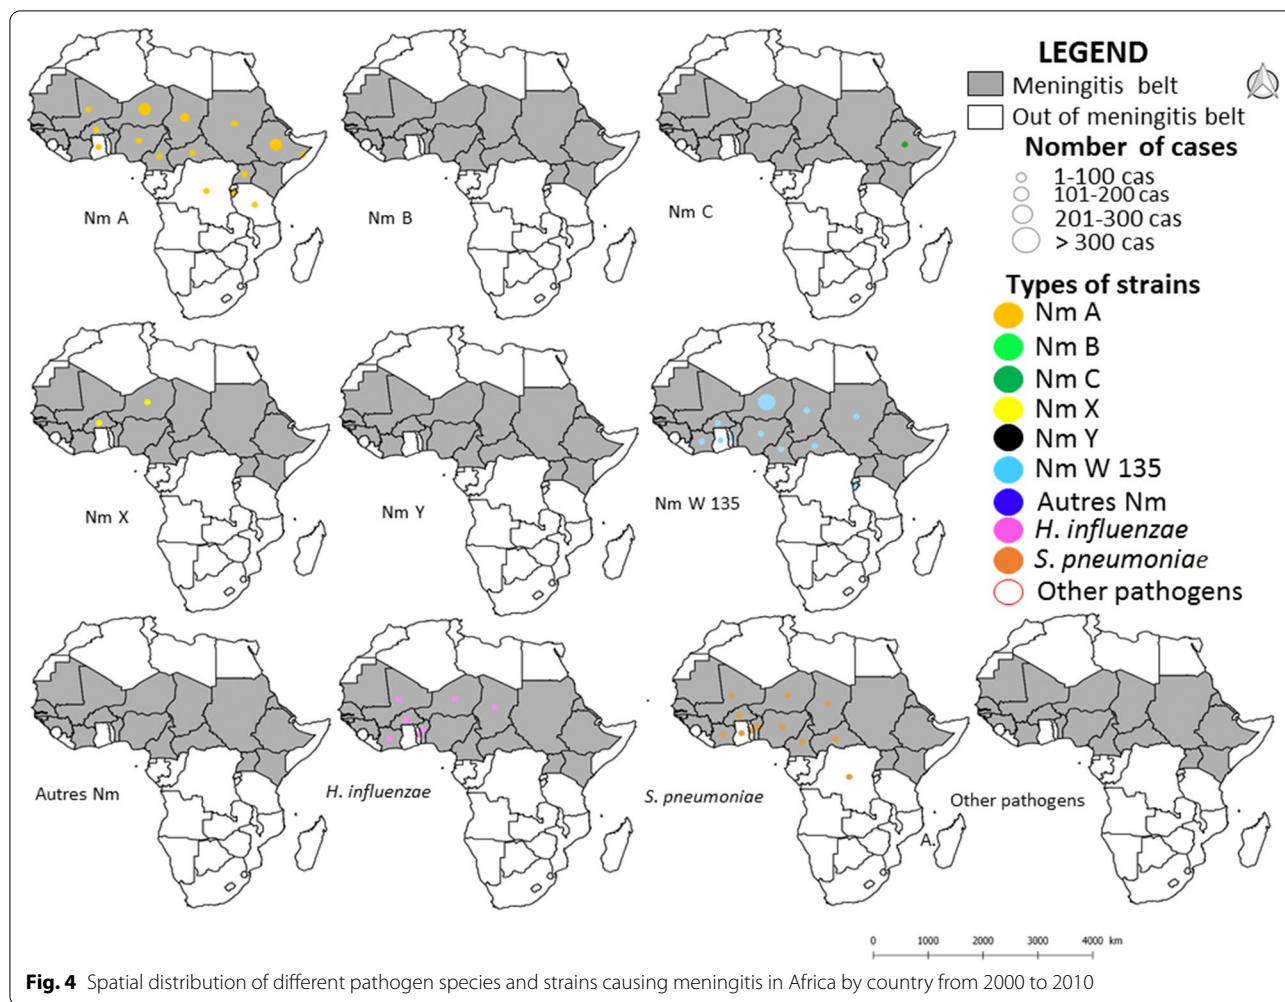 LEGEND
Meningitis belt
Out of meningitis belt
Nomber of cases
1-100 cas
101-200 cas
201-300 cas
> 300 cas
Types of strains
Nm A
Nm B
Nm C
Nm X
Nm Y
Nm W 135
Autres Nm
H. influenzae
S. pneumoniae
Other pathogens
Nm A
Nm B
Nm C
Nm X
Nm Y
Nm W 135
Autres Nm
H. influenzae
S. pneumoniae
Other pathogens
A.
0 1000 2000 3000 4000 km
Fig. 4 Spatial distribution of different pathogen species and strains causing meningitis in Africa by country from 2000 to 2010